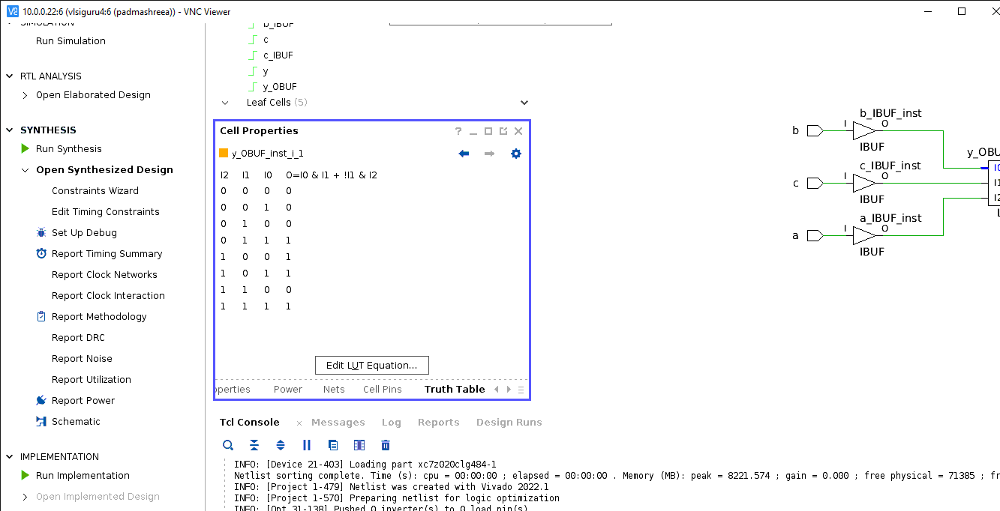 10.0.0.22:6 (vlsiguru4:6 (padmashreea)) - VNC Viewer
SIMULATION
Run Simulation
RTL ANALYSIS
Open Elaborated Design
SYNTHESIS
Run Synthesis
Open Synthesized Design
Constraints Wizard
Edit Timing Constraints
Set Up Debug
Report Timing Summary
Report Clock Networks
Report Clock Interaction
Report Methodology
Report DRC
Report Noise
Report Utilization
Report Power
Schematic
IMPLEMENTATION
Run Implementation
Open Implemented Design
b_IBUF
c
c_IBUF
y
y_OBUF
Leaf Cells (5)
Cell Properties
y_OBUF_inst_i_1
I2 I1 I0 O=I0 & I1 + !I1 & I2
0 0 0 0
0 0 1 0
0 1 0 0
0 1 1 1
1 0 0 1
1 0 1 1
1 1 0 0
1 1 1 1
Edit LUT Equation...
operties Power Nets Cell Pins Truth Table
b_IBUF_inst
b I O
IBUF
c_IBUF_inst
c I O
IBUF
a_IBUF_inst
a I O
IBUF
y_OBU
I0
I1
I2
Tcl Console Messages Log Reports Design Runs
INFO: [Device 21-403] Loading part xc7z020clg484-1
Netlist sorting complete. Time (s): cpu = 00:00:00 ; elapsed = 00:00:00 . Memory (MB): peak = 8221.574 ; gain = 0.000 ; free physical = 71385 ; fr
INFO: [Project 1-479] Netlist was created with Vivado 2022.1
INFO: [Project 1-570] Preparing netlist for logic optimization
INFO: [Opt 31-138] Pushed 0 inverter(s) to 0 load pin(s)